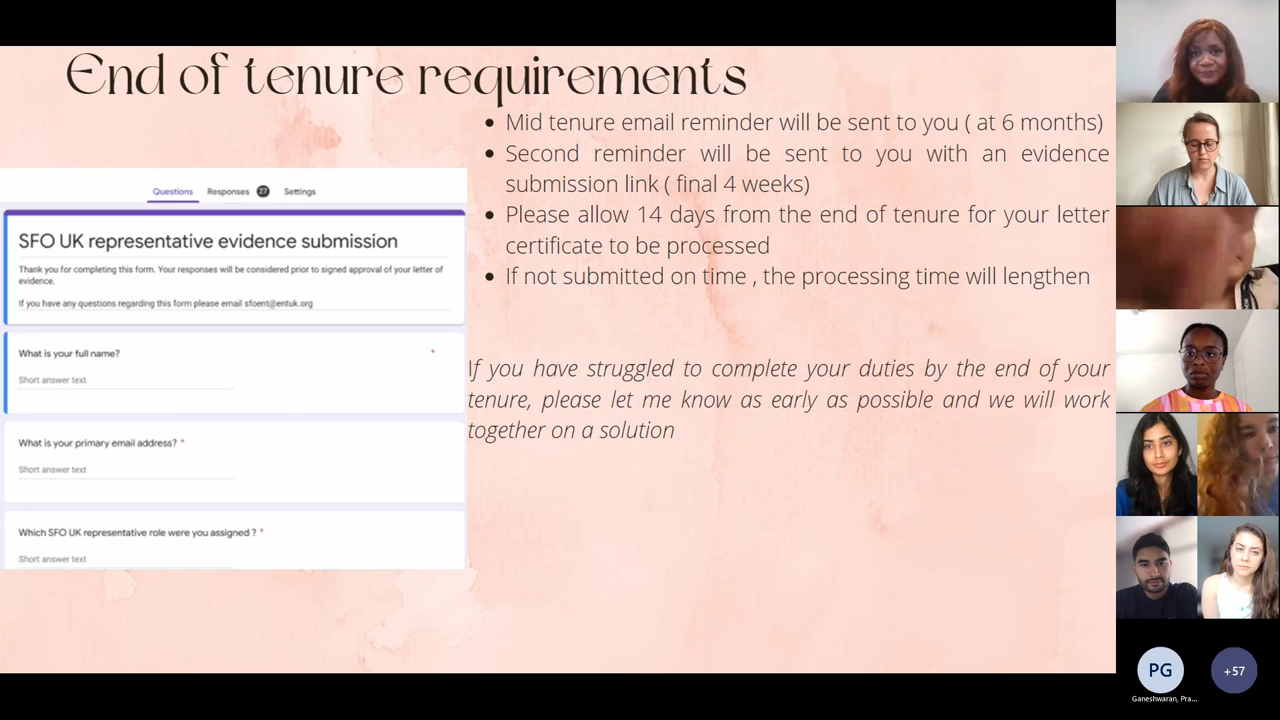 End of tenure requirements
• Mid tenure email reminder will be sent to you ( at 6 months)
• Second reminder will be sent to you with an evidence
submission link ( final 4 weeks)
• Please allow 14 days from the end of tenure for your letter
certificate to be processed
• If not submitted on time , the processing time will lengthen
If you have struggled to complete your duties by the end of your
tenure, please let me know as early as possible and we will work
together on a solution
Questions Responses 27 Settings
SFO UK representative evidence submission
Thank you for completing this form. Your responses will be considered prior to signed approval of your letter of
evidence.
If you have any questions regarding this form please email sfoent@entuk.org
What is your full name? *
Short answer text
What is your primary email address? *
Short answer text
Which SFO UK representative role were you assigned ? *
Short answer text
PG +57
Ganeshwaran, Pra...